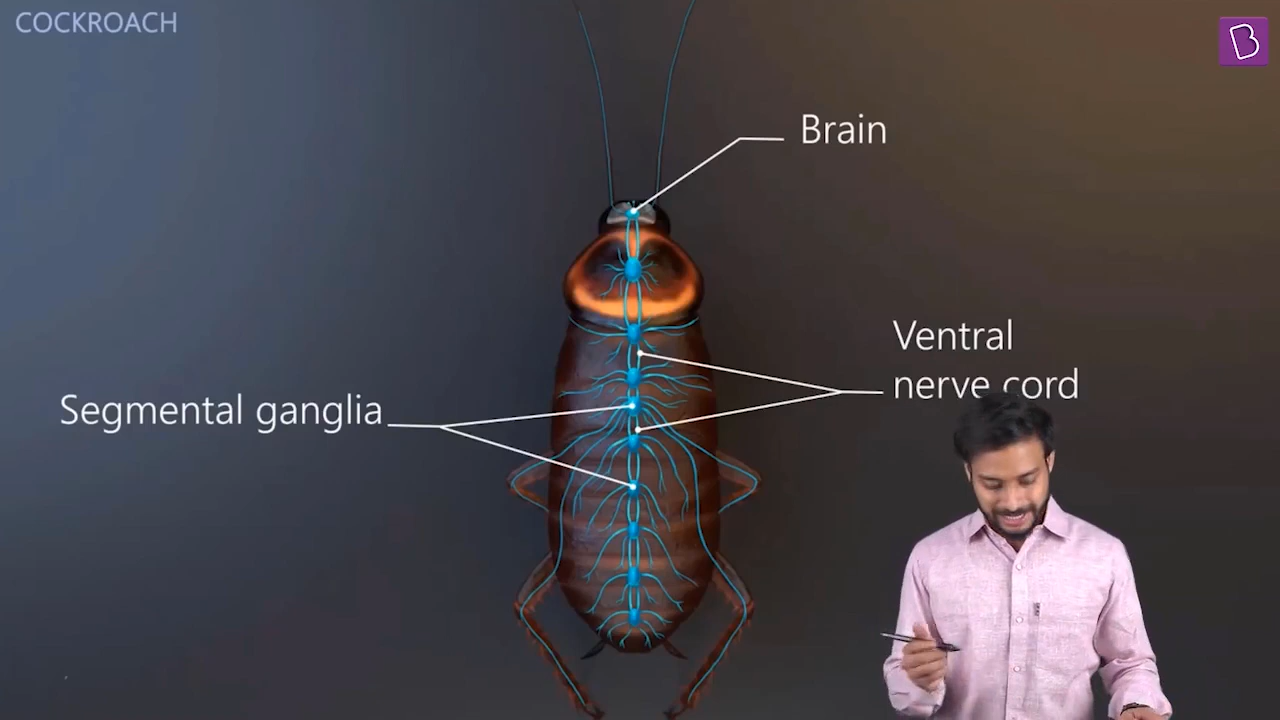 COCKROACH
Brain
Ventral
nerve cord
Segmental ganglia